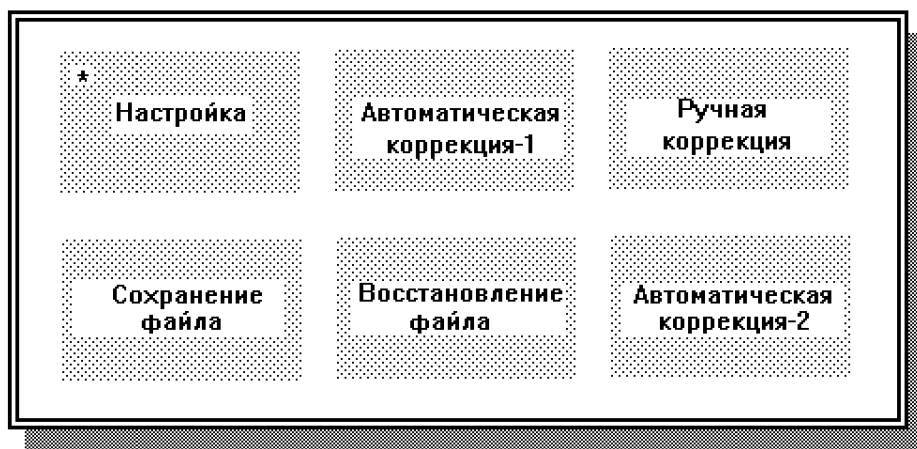 *
Настройка
Автоматическая
коррекция-1
Ручная
коррекция
Сохранение
файла
Восстановление
файла
Автоматическая
коррекция-2